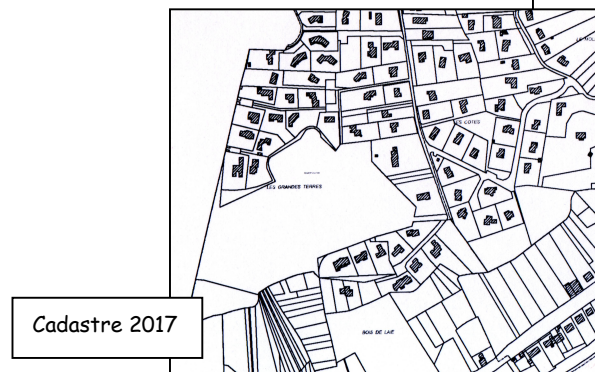 LES COTES
LES GRANDES TERRES
Cadastre 2017
BOIS DE LAIE